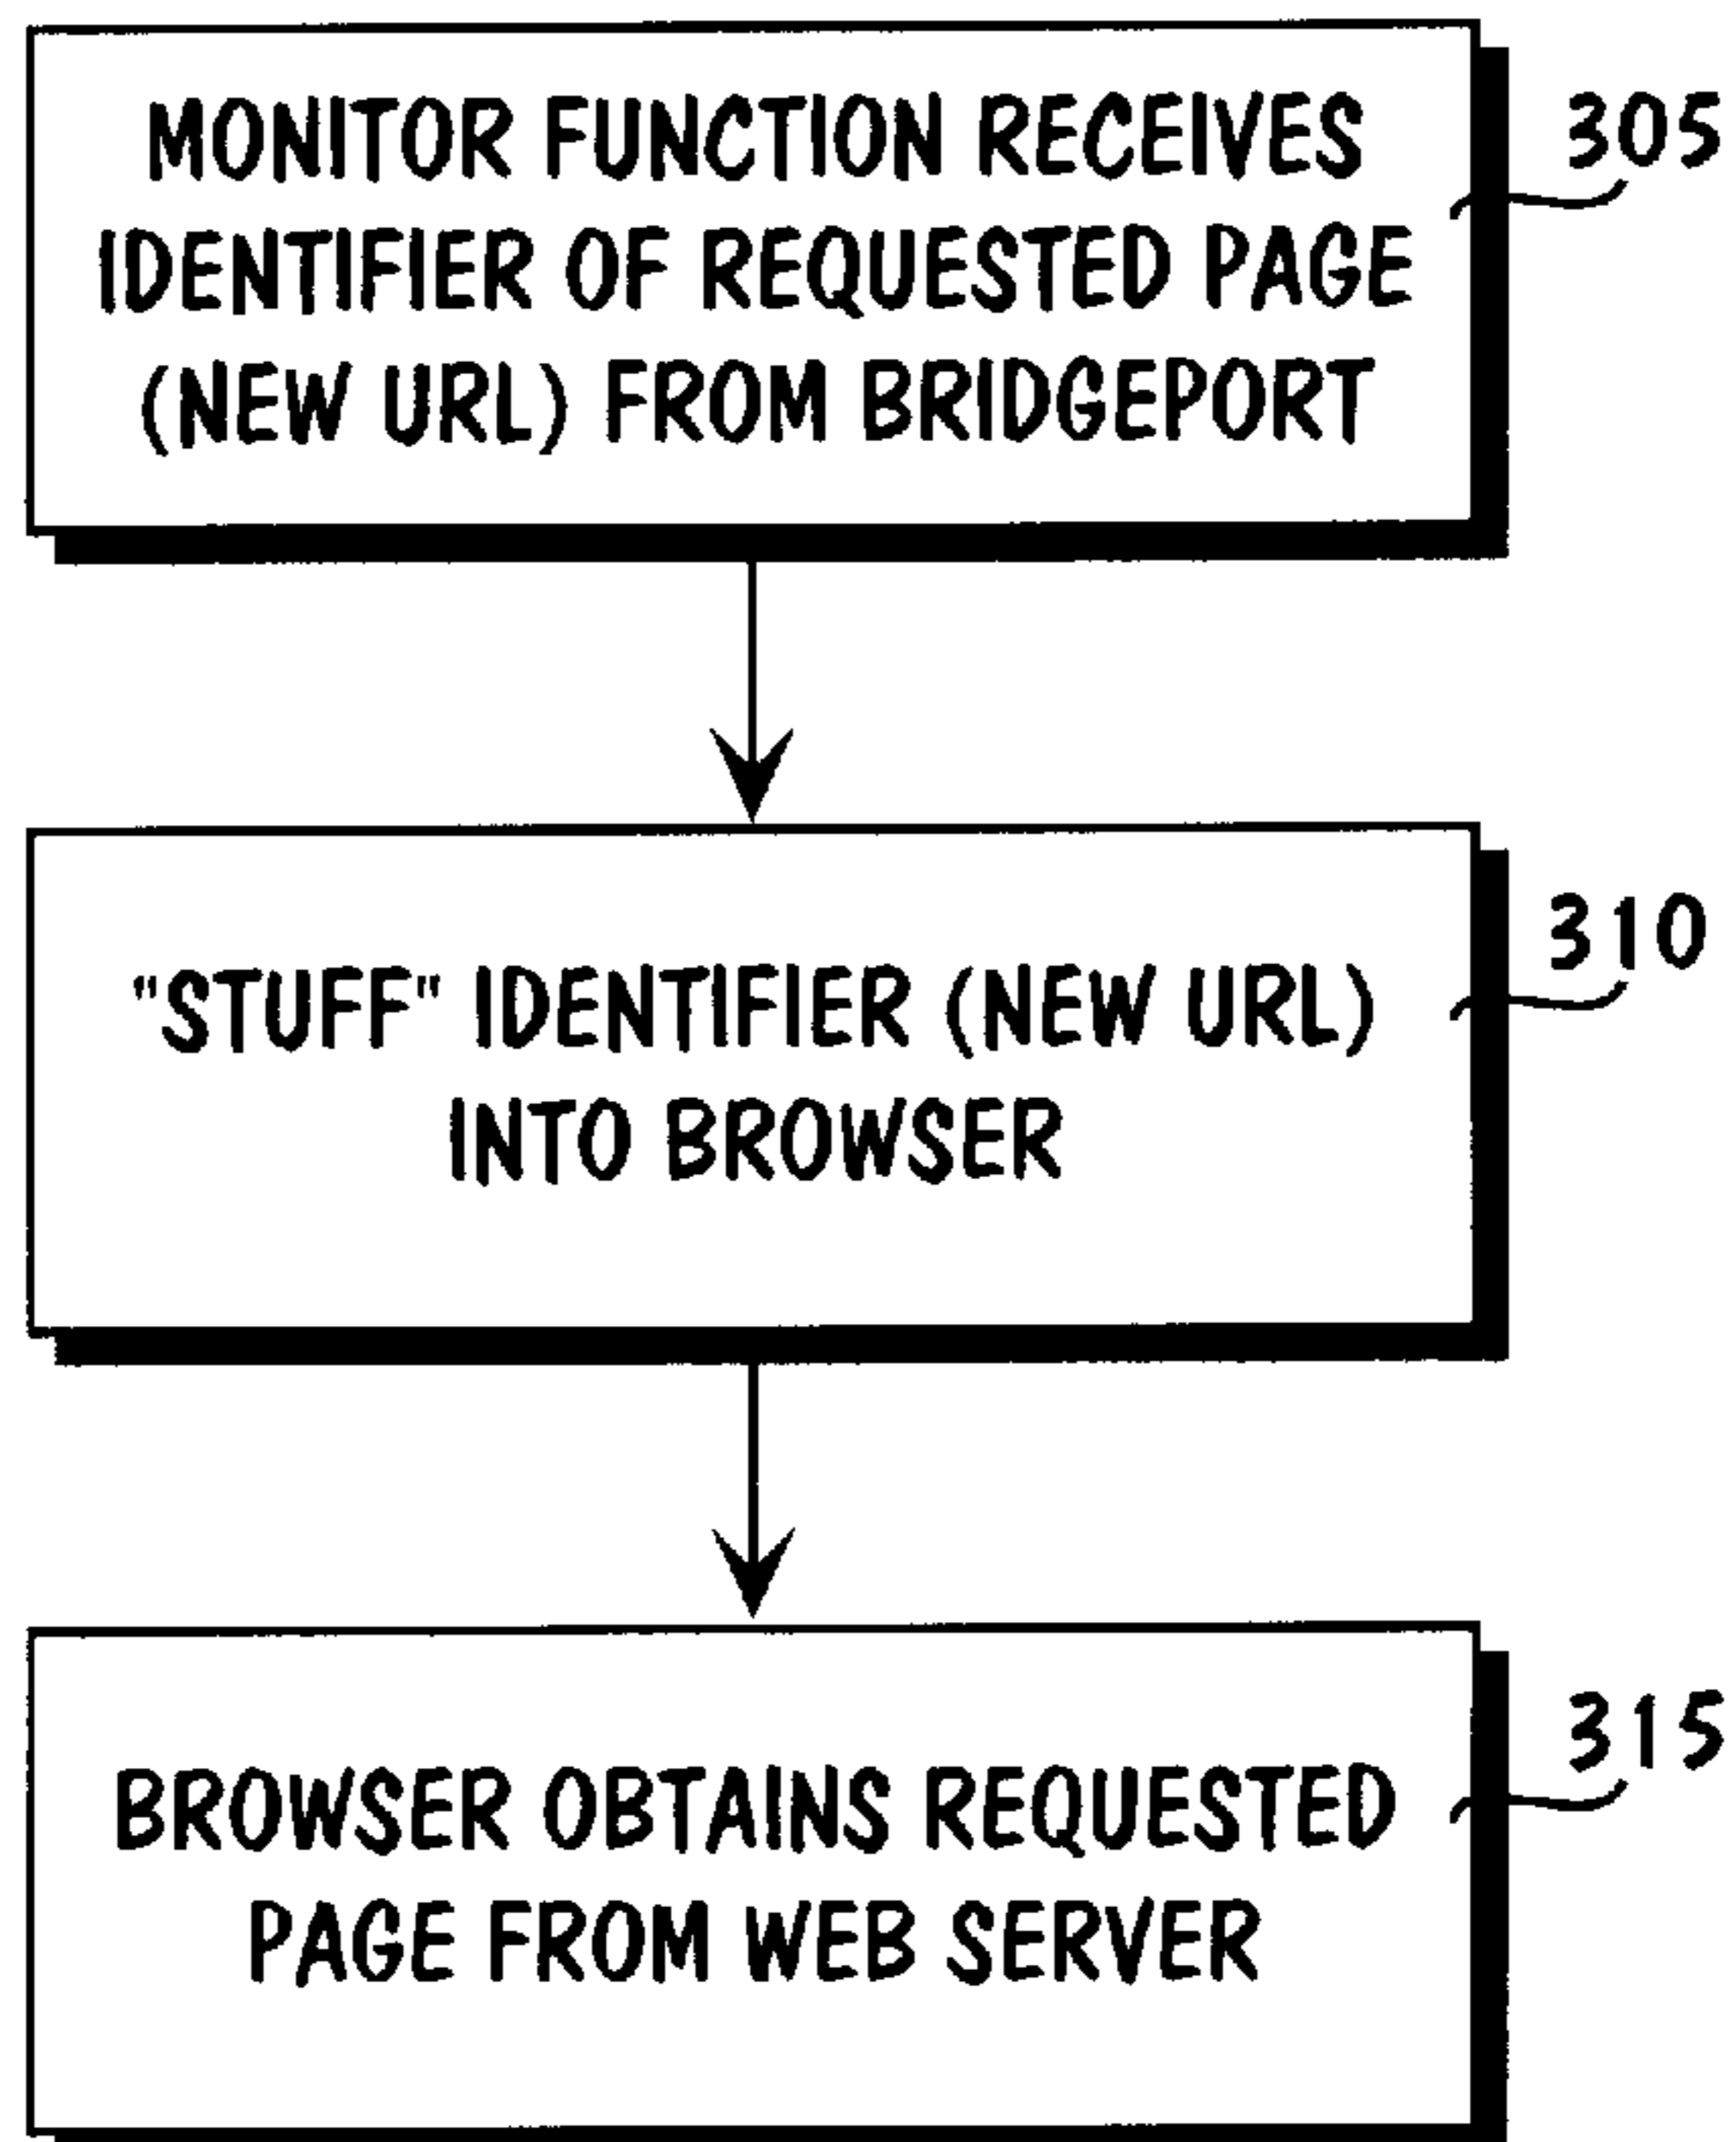 MONITOR FUNCTION RECEIVES
IDENTIFIER OF REQUESTED PAGE
(NEW URL) FROM BRIDGEPORT
305
"STUFF" IDENTIFIER (NEW URL)
INTO BROWSER
310
BROWSER OBTAINS REQUESTED
PAGE FROM WEB SERVER
315